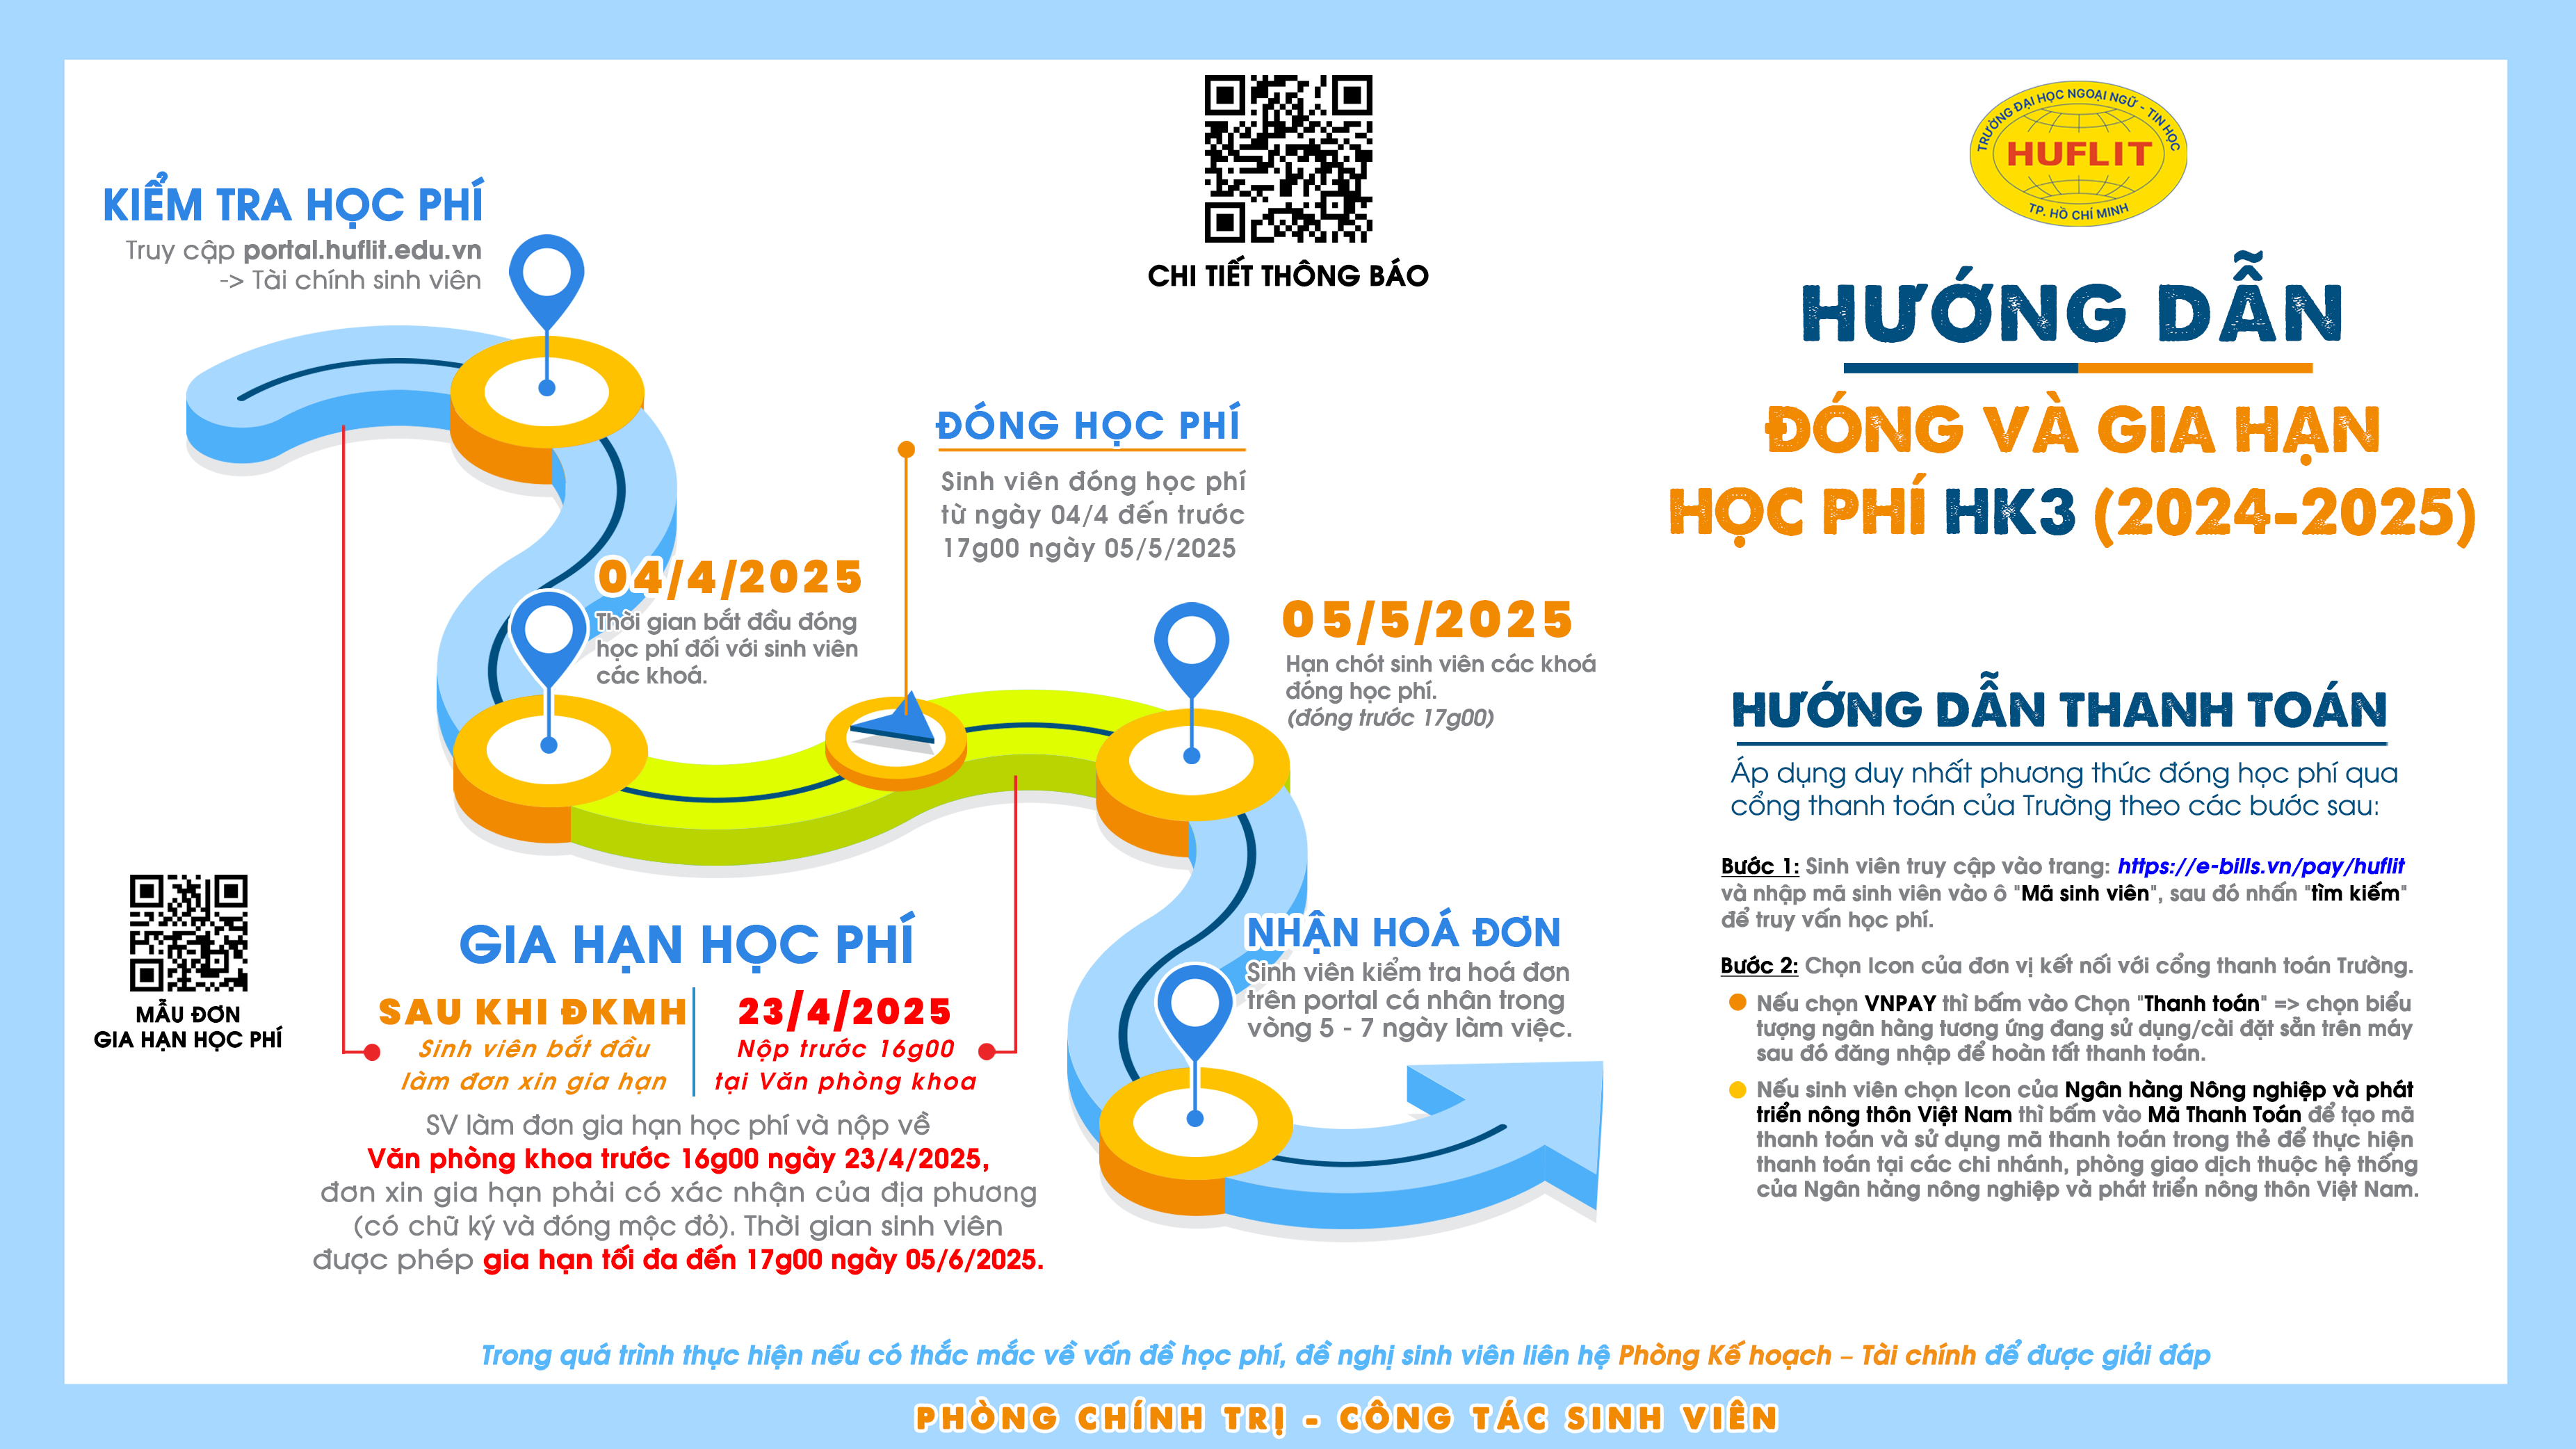 TRƯỜNG ĐẠI HỌC NGOẠI NGỮ - TIN HỌC
HUFLIT
TP. HỒ CHÍ MINH
HƯỚNG DẪN
ĐÓNG VÀ GIA HẠN
HỌC PHÍ HK3 (2024-2025)
CHI TIẾT THÔNG BÁO
KIỂM TRA HỌC PHÍ
Truy cập portal.huflit.edu.vn
-> Tài chính sinh viên
04/4/2025
Thời gian bắt đầu đóng
học phí đối với sinh viên
các khoá.
ĐÓNG HỌC PHÍ
Sinh viên đóng học phí
từ ngày 04/4 đến trước
17g00 ngày 05/5/2025
05/5/2025
Hạn chót sinh viên các khoá
đóng học phí.
(đóng trước 17g00)
MẪU ĐƠN
GIA HẠN HỌC PHÍ
GIA HẠN HỌC PHÍ
SAU KHI ĐKMH
Sinh viên bắt đầu
làm đơn xin gia hạn
23/4/2025
Nộp trước 16g00
tại Văn phòng khoa
SV làm đơn gia hạn học phí và nộp về
Văn phòng khoa trước 16g00 ngày 23/4/2025,
đơn xin gia hạn phải có xác nhận của địa phương
(có chữ ký và đóng mộc đỏ). Thời gian sinh viên
được phép gia hạn tối đa đến 17g00 ngày 05/6/2025.
NHẬN HOÁ ĐƠN
Sinh viên kiểm tra hoá đơn
trên portal cá nhân trong
vòng 5 - 7 ngày làm việc.
HƯỚNG DẪN THANH TOÁN
Áp dụng duy nhất phương thức đóng học phí qua
cổng thanh toán của Trường theo các bước sau:
Bước 1: Sinh viên truy cập vào trang: https://e-bills.vn/pay/huflit
và nhập mã sinh viên vào ô "Mã sinh viên", sau đó nhấn "tìm kiếm"
để truy vấn học phí.
Bước 2: Chọn Icon của đơn vị kết nối với cổng thanh toán Trường.
Nếu chọn VNPAY thì bấm vào Chọn "Thanh toán" => chọn biểu
tượng ngân hàng tương ứng đang sử dụng/cài đặt sẵn trên máy
sau đó đăng nhập để hoàn tất thanh toán.
Nếu sinh viên chọn Icon của Ngân hàng Nông nghiệp và phát
triển nông thôn Việt Nam thì bấm vào Mã Thanh Toán để tạo mã
thanh toán và sử dụng mã thanh toán trong thẻ để thực hiện
thanh toán tại các chi nhánh, phòng giao dịch thuộc hệ thống
của Ngân hàng nông nghiệp và phát triển nông thôn Việt Nam.
Trong quá trình thực hiện nếu có thắc mắc về vấn đề học phí, đề nghị sinh viên liên hệ Phòng Kế hoạch – Tài chính để được giải đáp
PHÒNG CHÍNH TRỊ - CÔNG TÁC SINH VIÊN